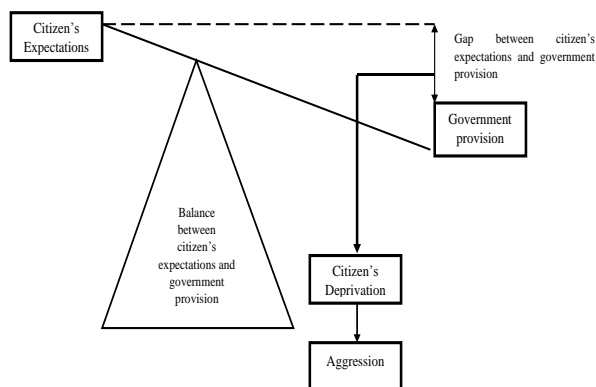 Citizen's
Expectations
Gap between citizen's
expectations and government
provision
Government
provision
Balance
between
citizen's
expectations and
government
provision
Citizen's
Deprivation
Aggression